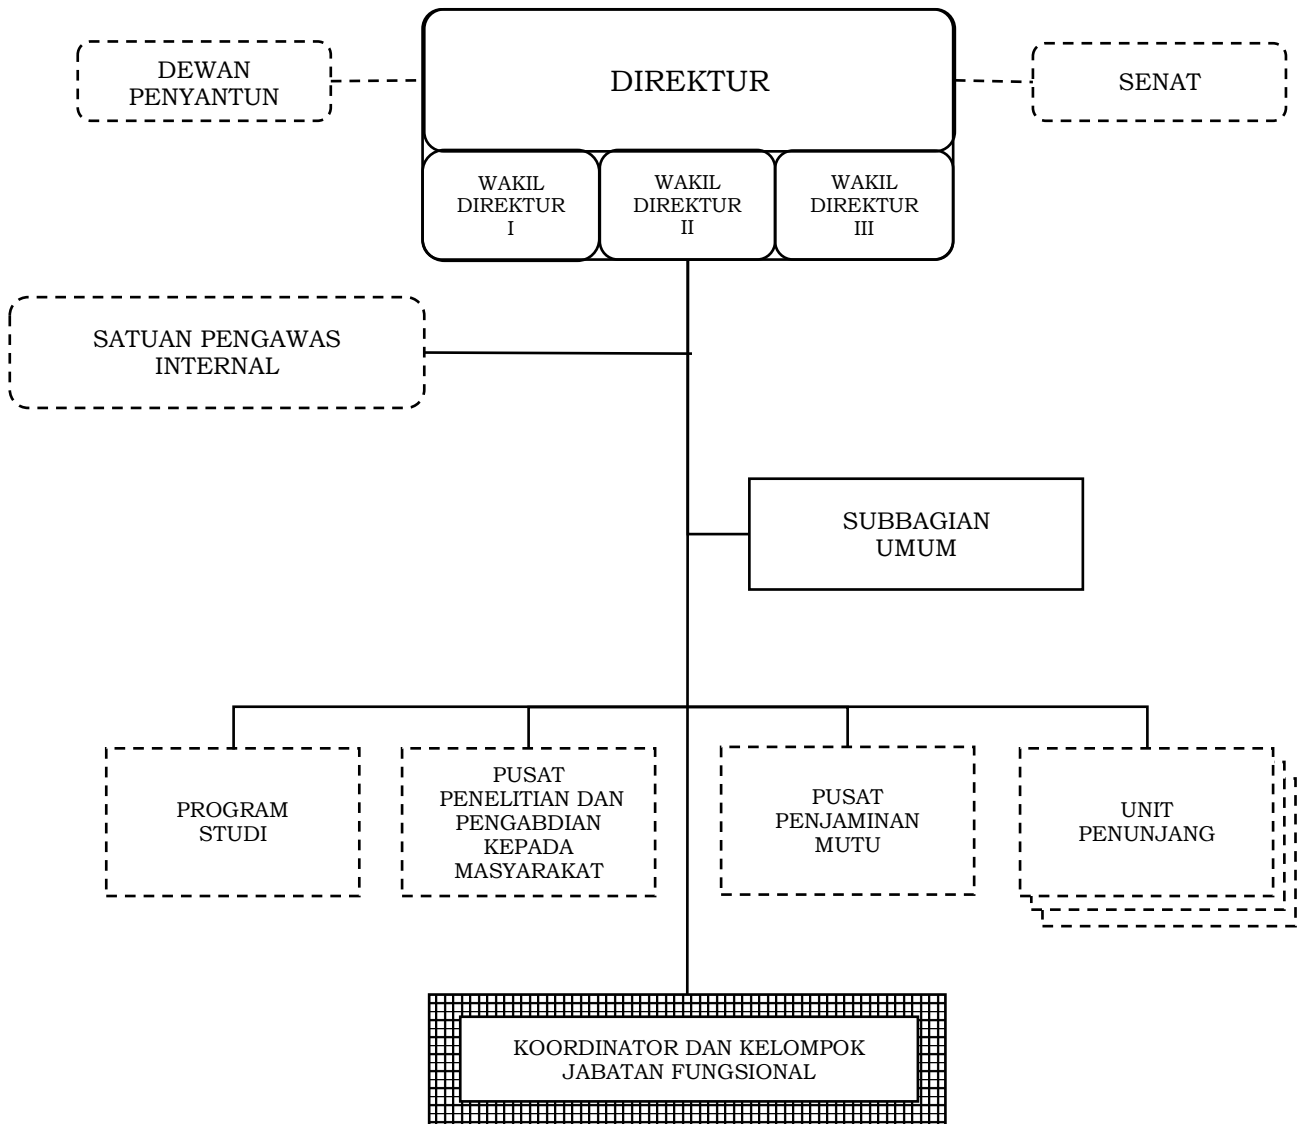 DEWAN
PENYANTUN
DIREKTUR
SENAT
WAKIL
DIREKTUR
I
WAKIL
DIREKTUR
II
WAKIL
DIREKTUR
III
SATUAN PENGAWAS
INTERNAL
SUBBAGIAN
UMUM
PROGRAM
STUDI
PUSAT
PENELITIAN DAN
PENGABDIAN
KEPADA
MASYARAKAT
PUSAT
PENJAMINAN
MUTU
UNIT
PENUNJANG
KOORDINATOR DAN KELOMPOK
JABATAN FUNGSIONAL